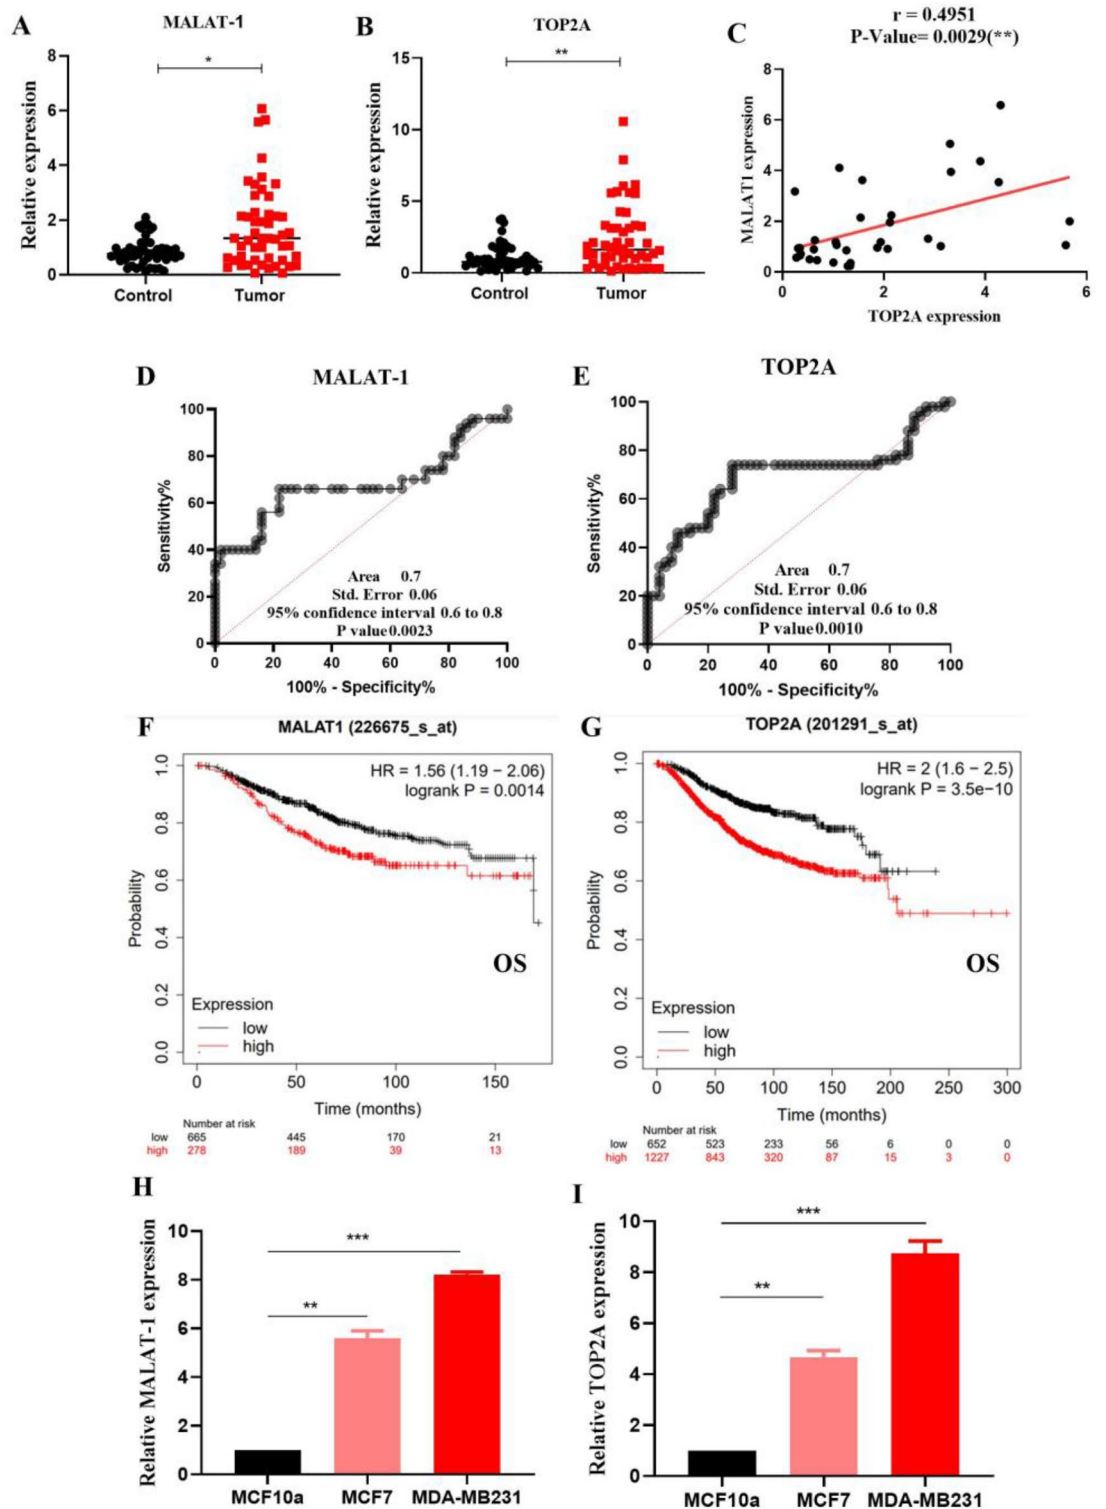 A
MALAT-1
*
Relative expression
8
6
4
2
0
Control
Tumor
B
TOP2A
**
Relative expression
15
10
5
0
Control
Tumor
C
r = 0.4951
P-Value= 0.0029(**)
MALAT1 expression
8
6
4
2
0
0
2
4
6
TOP2A expression
D
MALAT-1
Sensitivity%
100
80
60
40
20
0
Area 0.7
Std. Error 0.06
95% confidence interval 0.6 to 0.8
P value 0.0023
0
20
40
60
80
100
100% - Specificity%
E
TOP2A
Sensitivity%
100
80
60
40
20
0
Area 0.7
Std. Error 0.06
95% confidence interval 0.6 to 0.8
P value 0.0010
0
20
40
60
80
100
100% - Specificity%
F
MALAT1 (226675_s_at)
HR = 1.56 (1.19 − 2.06)
logrank P = 0.0014
Probability
1.0
0.8
0.6
0.4
0.2
0.0
OS
Expression
low
high
0
50
100
150
Time (months)
Number at risk
low 665 445 170 21
high 278 189 39 13
G
TOP2A (201291_s_at)
HR = 2 (1.6 − 2.5)
logrank P = 3.5e−10
Probability
1.0
0.8
0.6
0.4
0.2
0.0
OS
Expression
low
high
0
50
100
150
200
250
300
Time (months)
Number at risk
low 652 523 233 56 6 0 0
high 1227 843 320 87 15 3 0
H
Relative MALAT-1 expression
10
8
6
4
2
0
***
**
MCF10a
MCF7
MDA-MB231
I
Relative TOP2A expression
10
8
6
4
2
0
***
**
MCF10a
MCF7
MDA-MB231